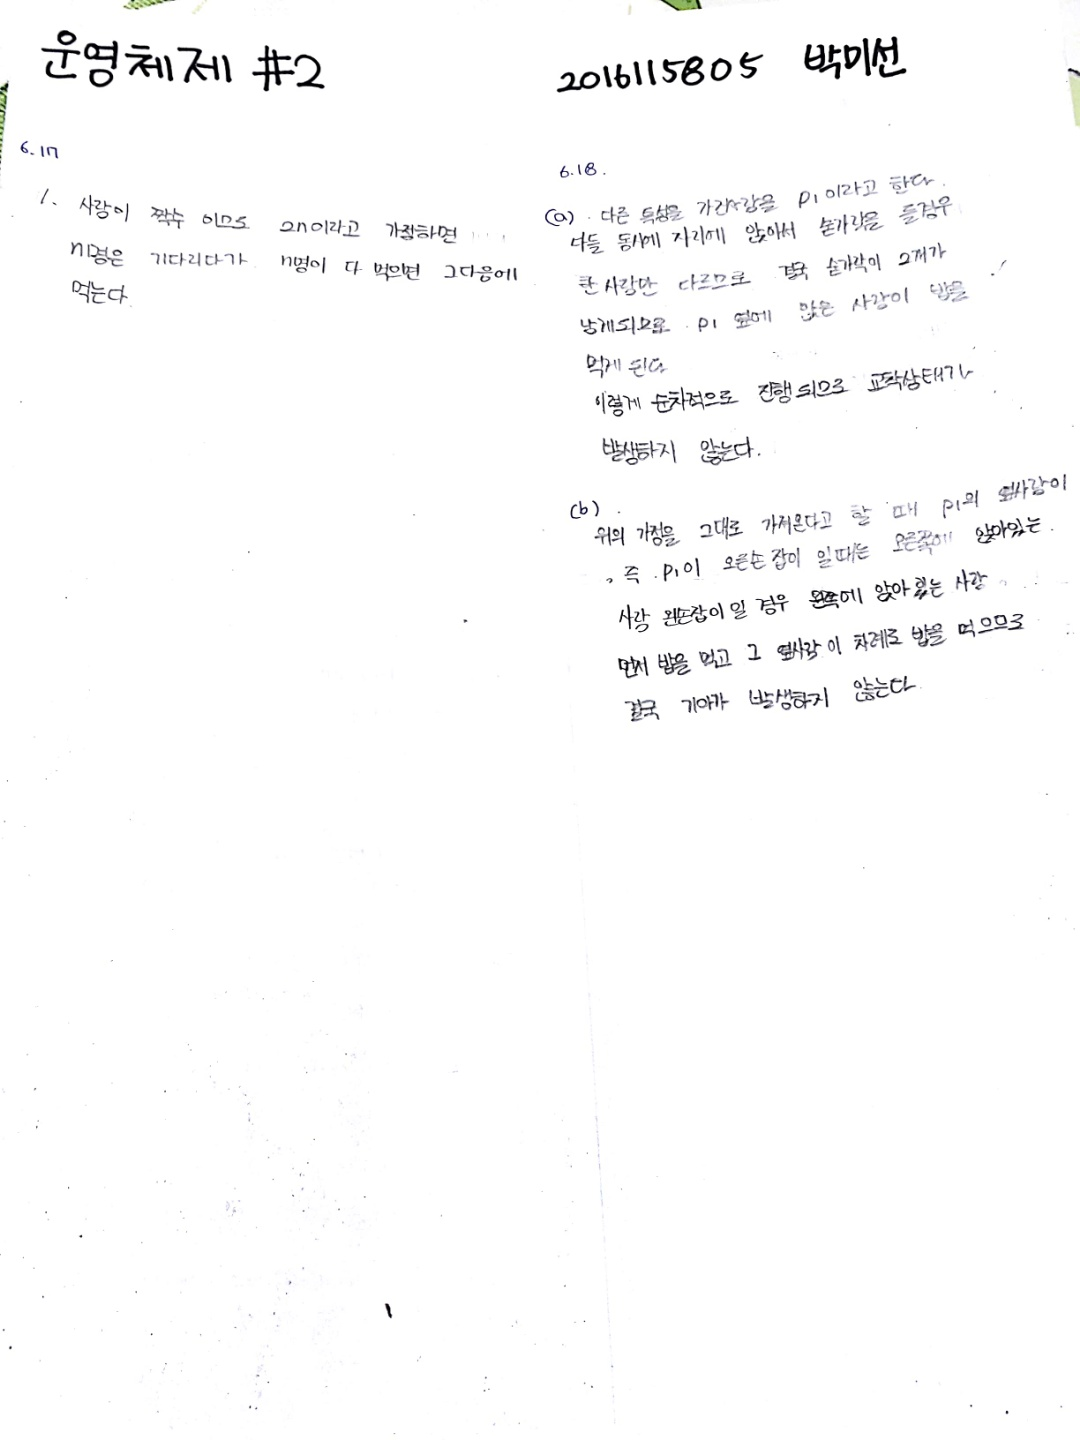 운영체제 #2
2016115805 박미선
6.17
1. 사람이 짝수 이므로 2n이라고 가정하면
n명은 기다리다가 n명이 다 먹으면 그다음에
먹는다.
6.18.
(a). 다른 특성을 가진사람을 P1이라고 한다.
다들 동시에 자리에 앉아서 숟가락을 들경우
한 사람만 다르므로 결국 숟가락이 2개가
남게되므로 P1 옆에 앉은 사람이 밥을
먹게 된다
이렇게 순차적으로 진행되므로 교착상태가
발생하지 않는다.
(b).
위의 가정을 그대로 가져온다고 할 때 P1의 옆사람이
, 즉 P1이 오른손 잡이 일때는 오른쪽에 앉아있는
사람 왼손잡이일 경우 왼쪽에 앉아 있는 사람
먼저 밥을 먹고 그 옆사람이 차례로 밥을 먹으므로
결국 기아가 발생하지 않는다.